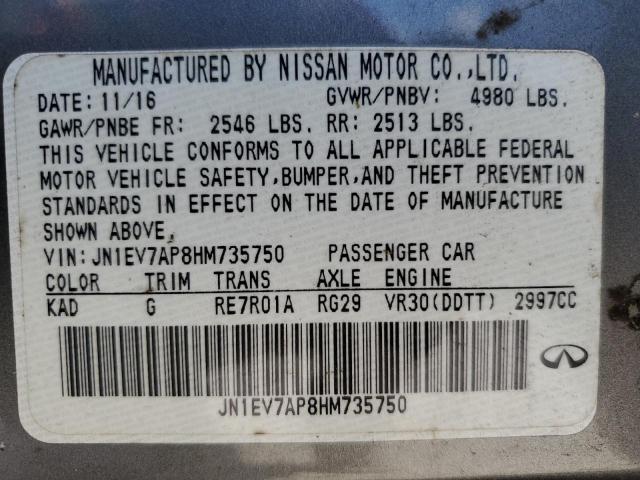 MANUFACTURED BY NISSAN MOTOR CO.,LTD.
DATE: 11/16 GVWR/PNBV: 4980 LBS.
GAWR/PNBE FR: 2546 LBS. RR: 2513 LBS.
THIS VEHICLE CONFORMS TO ALL APPLICABLE FEDERAL
MOTOR VEHICLE SAFETY,BUMPER,AND THEFT PREVENTION
STANDARDS IN EFFECT ON THE DATE OF MANUFACTURE
SHOWN ABOVE.
VIN: JN1EV7AP8HM735750 PASSENGER CAR
COLOR TRIM TRANS AXLE ENGINE
KAD G RE7R01A RG29 VR30(DDTT) 2997CC
JN1EV7AP8HM735750